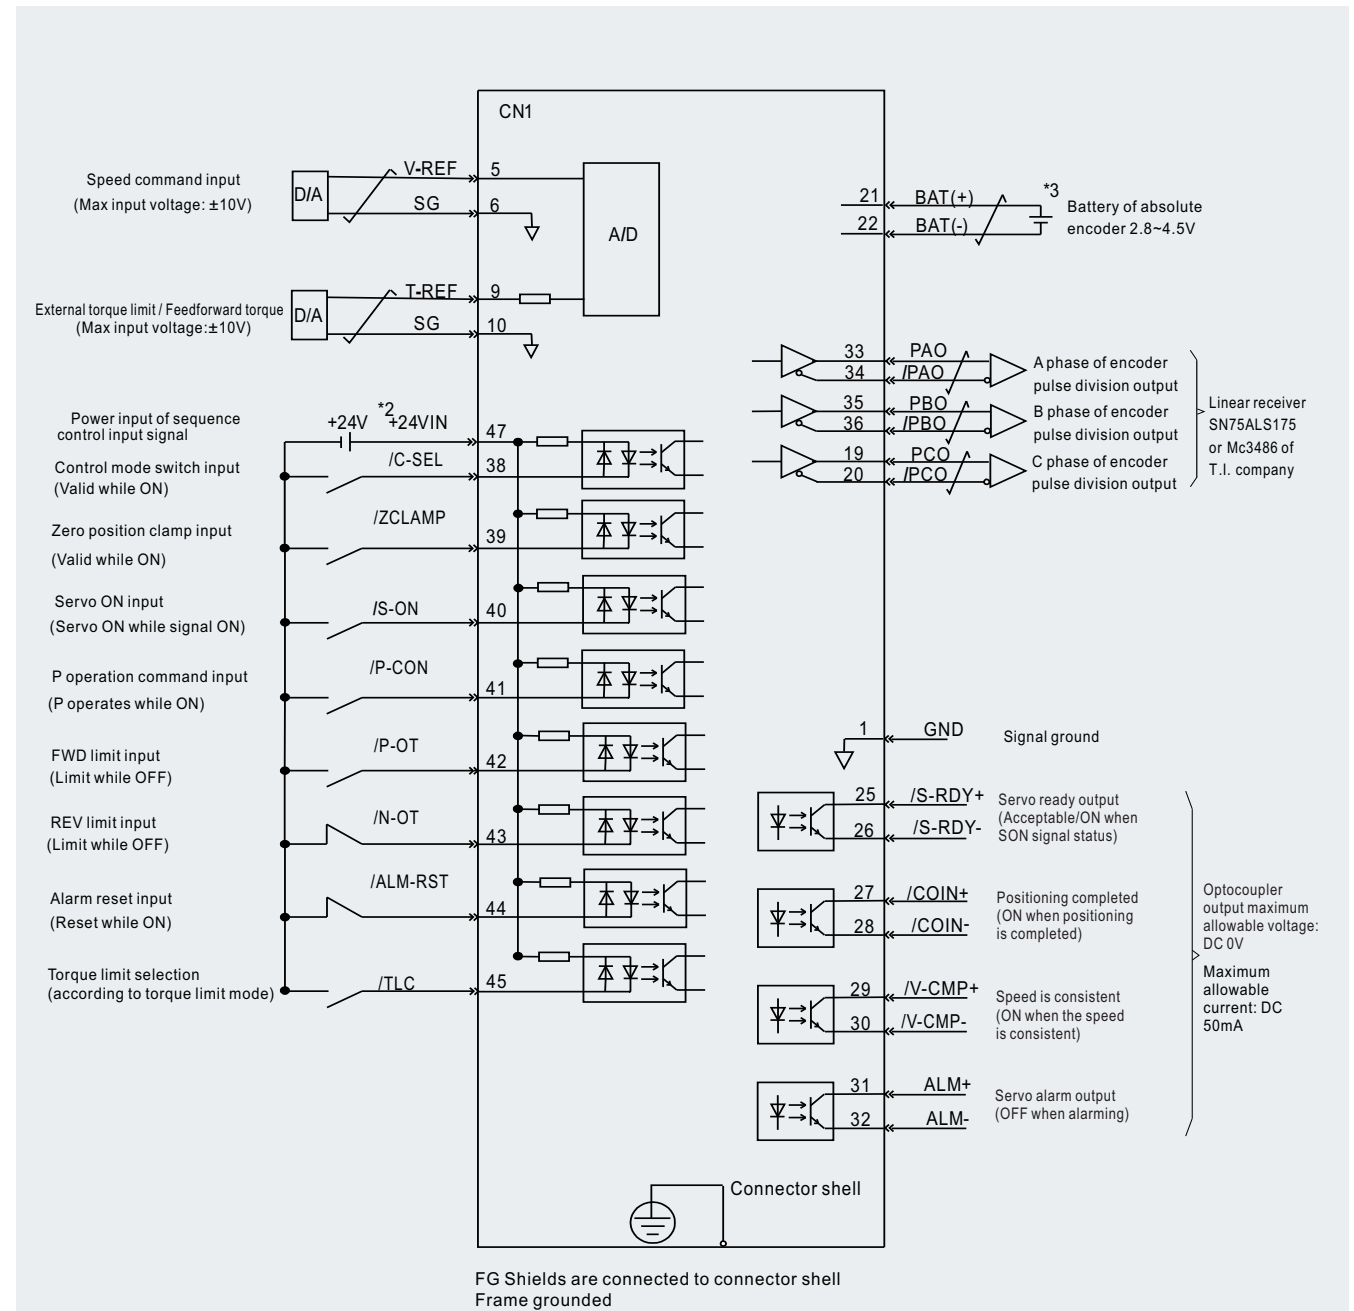 CN1
Speed command input
(Max input voltage: ±10V)
D/A
V-REF
5
SG
6
A/D
External torque limit / Feedforward torque
(Max input voltage:±10V)
D/A
T-REF
9
SG
10
Power input of sequence
control input signal
+24V
*2
+24VIN
47
Control mode switch input
(Valid while ON)
/C-SEL
38
Zero position clamp input
(Valid while ON)
/ZCLAMP
39
Servo ON input
(Servo ON while signal ON)
/S-ON
40
P operation command input
(P operates while ON)
/P-CON
41
FWD limit input
(Limit while OFF)
/P-OT
42
REV limit input
(Limit while OFF)
/N-OT
43
Alarm reset input
(Reset while ON)
/ALM-RST
44
Torque limit selection
(according to torque limit mode)
/TLC
45
21
BAT(+)
22
BAT(-)
*3
Battery of absolute
encoder 2.8~4.5V
33
PAO
34
/PAO
A phase of encoder
pulse division output
35
PBO
36
/PBO
B phase of encoder
pulse division output
19
PCO
20
/PCO
C phase of encoder
pulse division output
Linear receiver
SN75ALS175
or Mc3486 of
T.I. company
1
GND
Signal ground
25
/S-RDY+
26
/S-RDY-
Servo ready output
(Acceptable/ON when
SON signal status)
27
/COIN+
28
/COIN-
Positioning completed
(ON when positioning
is completed)
29
/V-CMP+
30
/V-CMP-
Speed is consistent
(ON when the speed
is consistent)
31
ALM+
32
ALM-
Servo alarm output
(OFF when alarming)
Optocoupler
output maximum
allowable voltage:
DC 0V
Maximum
allowable
current: DC
50mA
Connector shell
FG Shields are connected to connector shell
Frame grounded